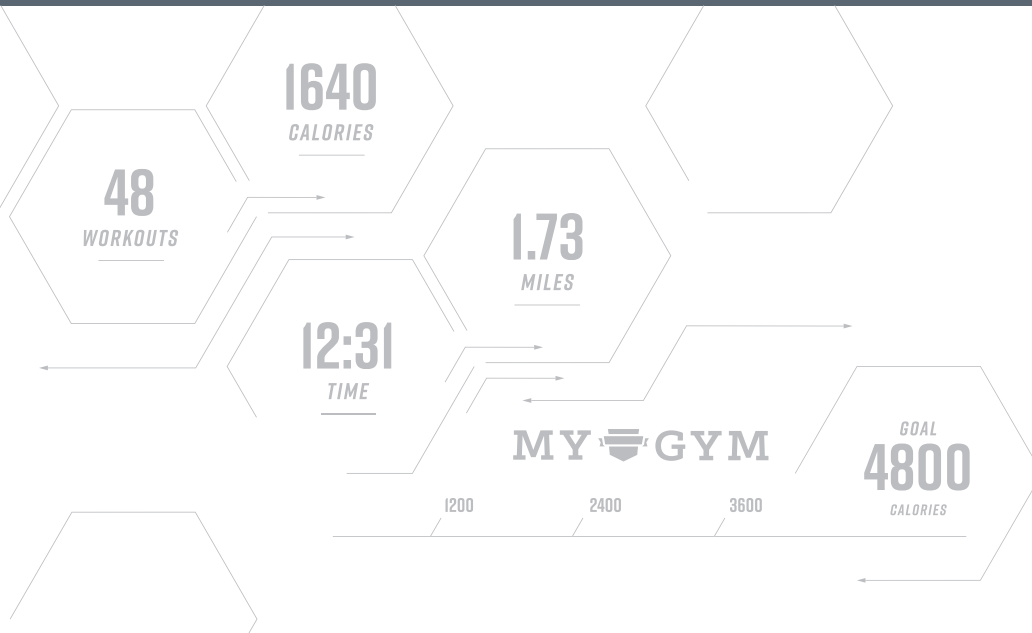 1640
CALORIES
48
WORKOUTS
1.73
MILES
12:31
TIME
MY GYM
GOAL
4800
CALORIES
1200 2400 3600